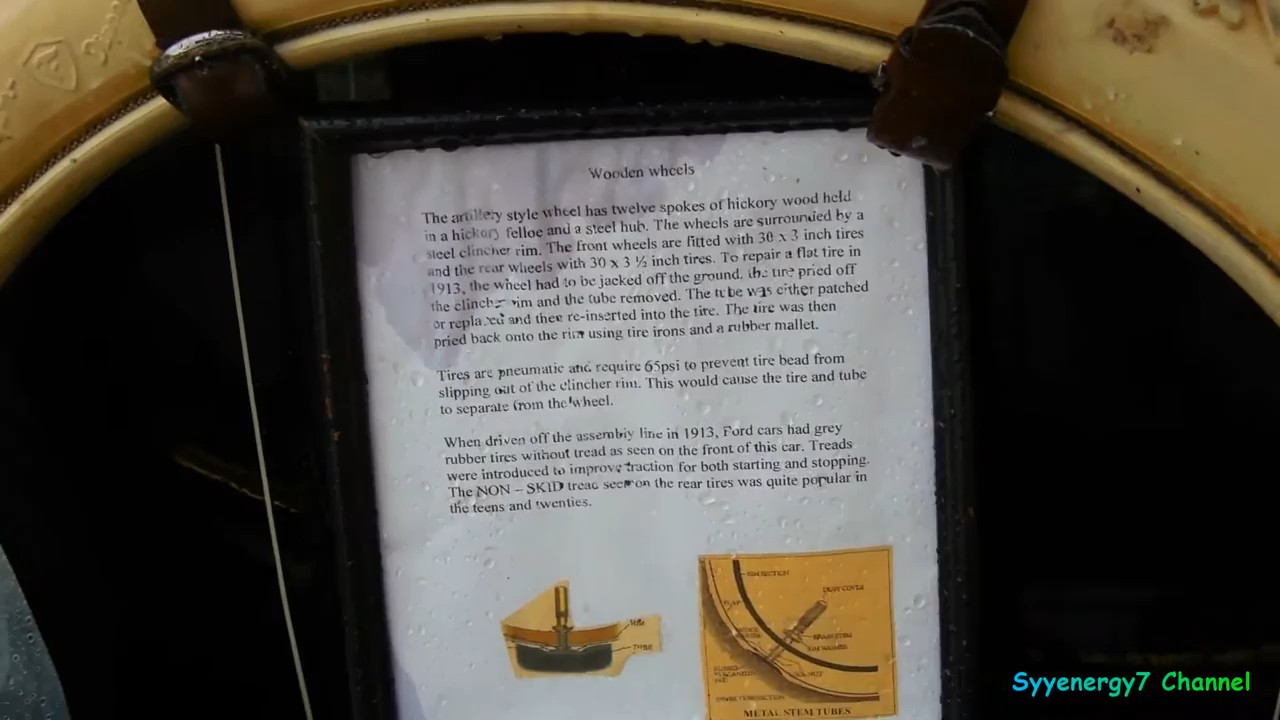 Wooden wheels
The artillery style wheel has twelve spokes of hickory wood held
in a hickory felloe and a steel hub. The wheels are surrounded by a
steel clincher rim. The front wheels are fitted with 30 x 3 inch tires
and the rear wheels with 30 x 3 ½ inch tires. To repair a flat tire in
1913, the wheel had to be jacked off the ground, the tire pried off
the clincher rim and the tube removed. The tube was either patched
or replaced and then re-inserted into the tire. The tire was then
pried back onto the rim using tire irons and a rubber mallet.
Tires are pneumatic and require 65psi to prevent tire bead from
slipping out of the clincher rim. This would cause the tire and tube
to separate from the wheel.
When driven off the assembly line in 1913, Ford cars had grey
rubber tires without tread as seen on the front of this car. Treads
were introduced to improve traction for both starting and stopping.
The NON – SKID tread seen on the rear tires was quite popular in
the teens and twenties.
RIM SECTION
DUST COVER
FLAP
TUBE
METAL STEM TUBES
Syyenergy7 Channel